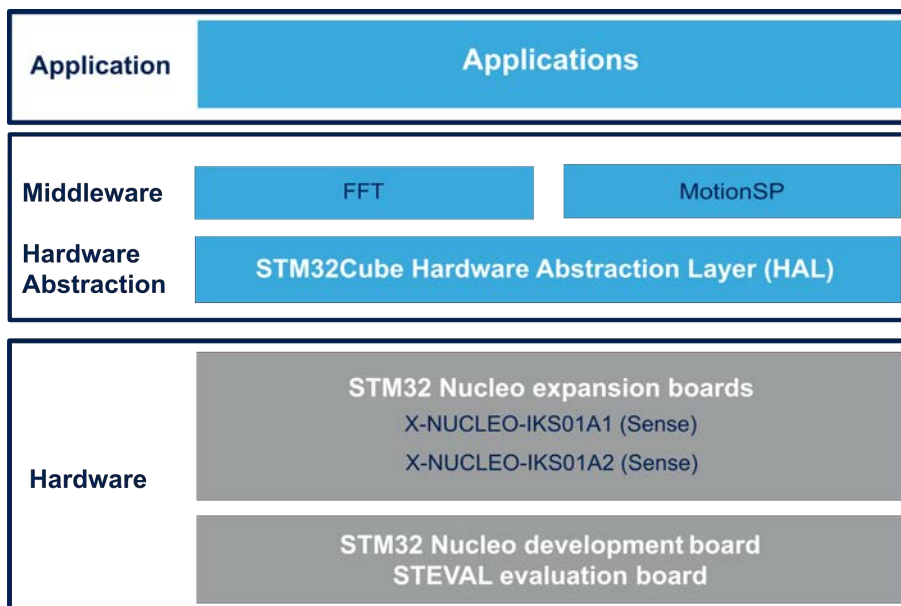 Application
Applications
Middleware
FFT
MotionSP
Hardware
Abstraction
STM32Cube Hardware Abstraction Layer (HAL)
Hardware
STM32 Nucleo expansion boards
X-NUCLEO-IKS01A1 (Sense)
X-NUCLEO-IKS01A2 (Sense)
STM32 Nucleo development board
STEVAL evaluation board